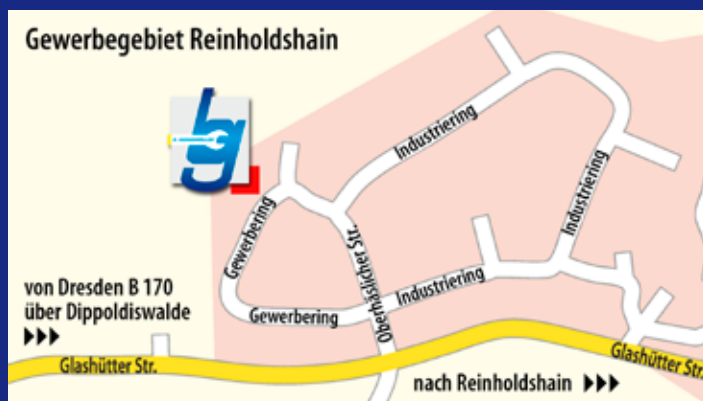 Gewerbegebiet Reinholdshain
lg
Industriering
Industriering
Gewerbering
Oberhäslicher Str.
Industriering
Gewerbering
von Dresden B 170
über Dippoldiswalde
Glashütter Str.
Glashütter Str.
nach Reinholdshain